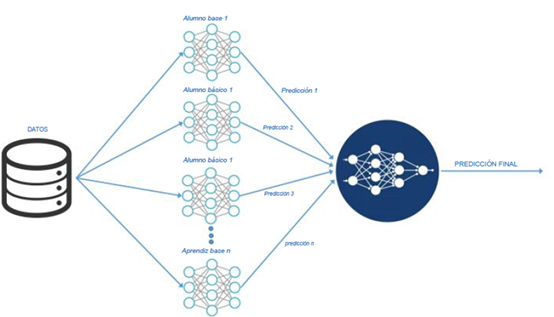 Alumno base 1
Predicción 1
Alumno básico 1
DATOS
Predicción 2
Alumno básico 1
PREDICCIÓN FINAL
Predicción 3
Aprendiz base n
predicción n